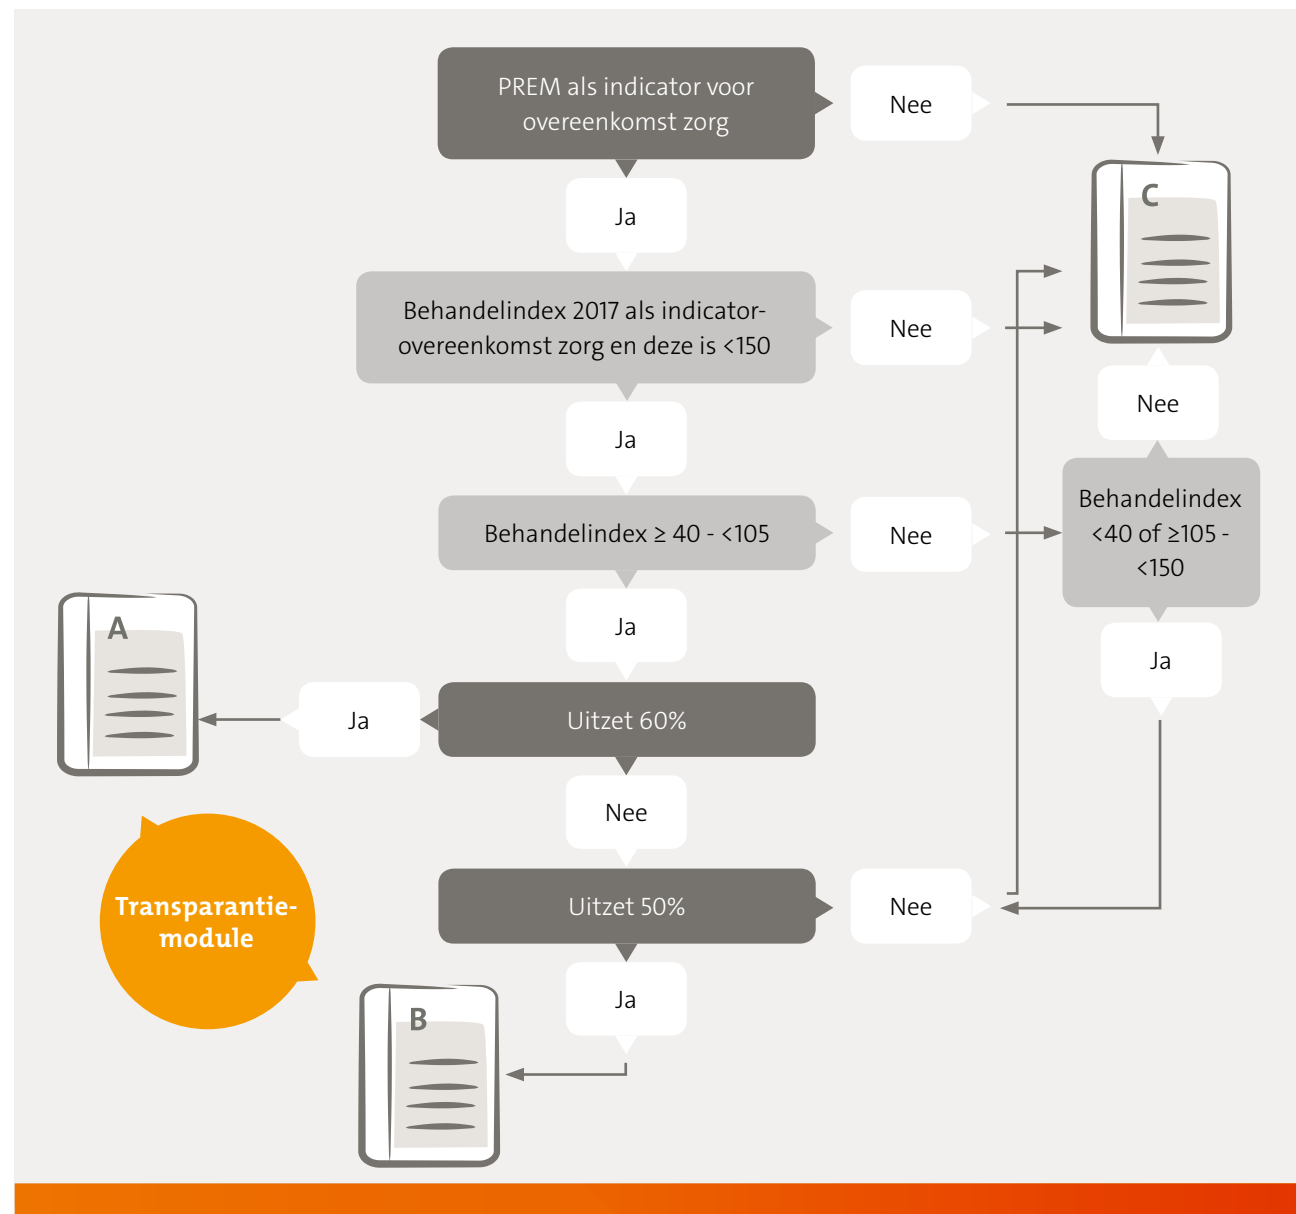 PREM als indicator voor
overeenkomst zorg
Nee
Ja
C
Behandelindex 2017 als indicator-
overeenkomst zorg en deze is <150
Nee
Ja
Nee
Behandelindex ≥ 40 - <105
Nee
Behandelindex
<40 of ≥105 -
<150
Ja
Ja
A
Ja
Uitzet 60%
Nee
Transparantie-
module
Uitzet 50%
Nee
Ja
B